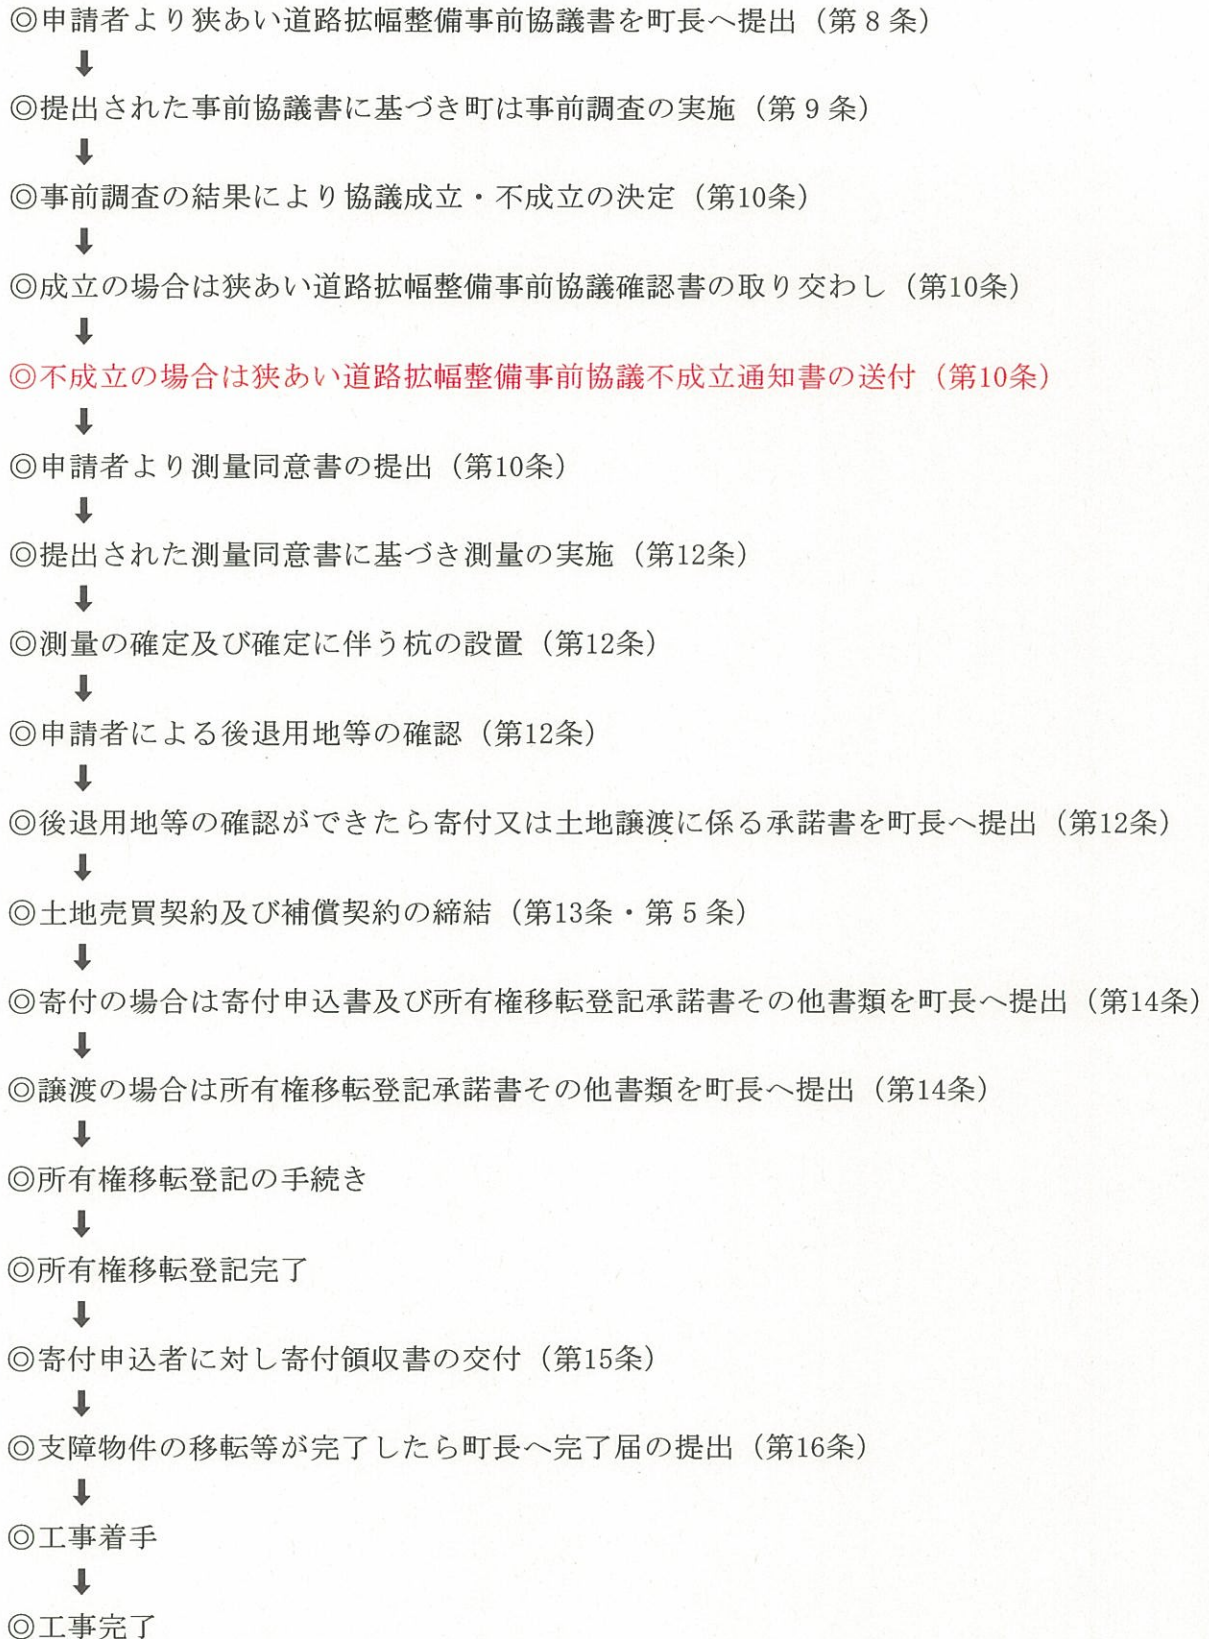 ◎申請者より狭あい道路拡幅整備事前協議書を町長へ提出（第８条）
⬇
◎提出された事前協議書に基づき町は事前調査の実施（第９条）
⬇
◎事前調査の結果により協議成立・不成立の決定（第10条）
⬇
◎成立の場合は狭あい道路拡幅整備事前協議確認書の取り交わし（第10条）
⬇
◎不成立の場合は狭あい道路拡幅整備事前協議不成立通知書の送付（第10条）
⬇
◎申請者より測量同意書の提出（第10条）
⬇
◎提出された測量同意書に基づき測量の実施（第12条）
⬇
◎測量の確定及び確定に伴う杭の設置（第12条）
⬇
◎申請者による後退用地等の確認（第12条）
⬇
◎後退用地等の確認ができたら寄付又は土地譲渡に係る承諾書を町長へ提出（第12条）
⬇
◎土地売買契約及び補償契約の締結（第13条・第５条）
⬇
◎寄付の場合は寄付申込書及び所有権移転登記承諾書その他書類を町長へ提出（第14条）
⬇
◎譲渡の場合は所有権移転登記承諾書その他書類を町長へ提出（第14条）
⬇
◎所有権移転登記の手続き
⬇
◎所有権移転登記完了
⬇
◎寄付申込者に対し寄付領収書の交付（第15条）
⬇
◎支障物件の移転等が完了したら町長へ完了届の提出（第16条）
⬇
◎工事着手
⬇
◎工事完了